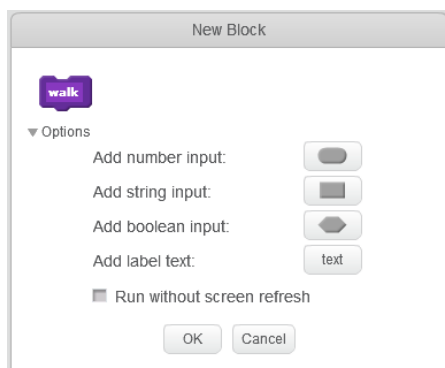 New Block
walk
Options
Add number input:
Add string input:
Add boolean input:
Add label text: text
Run without screen refresh
OK Cancel